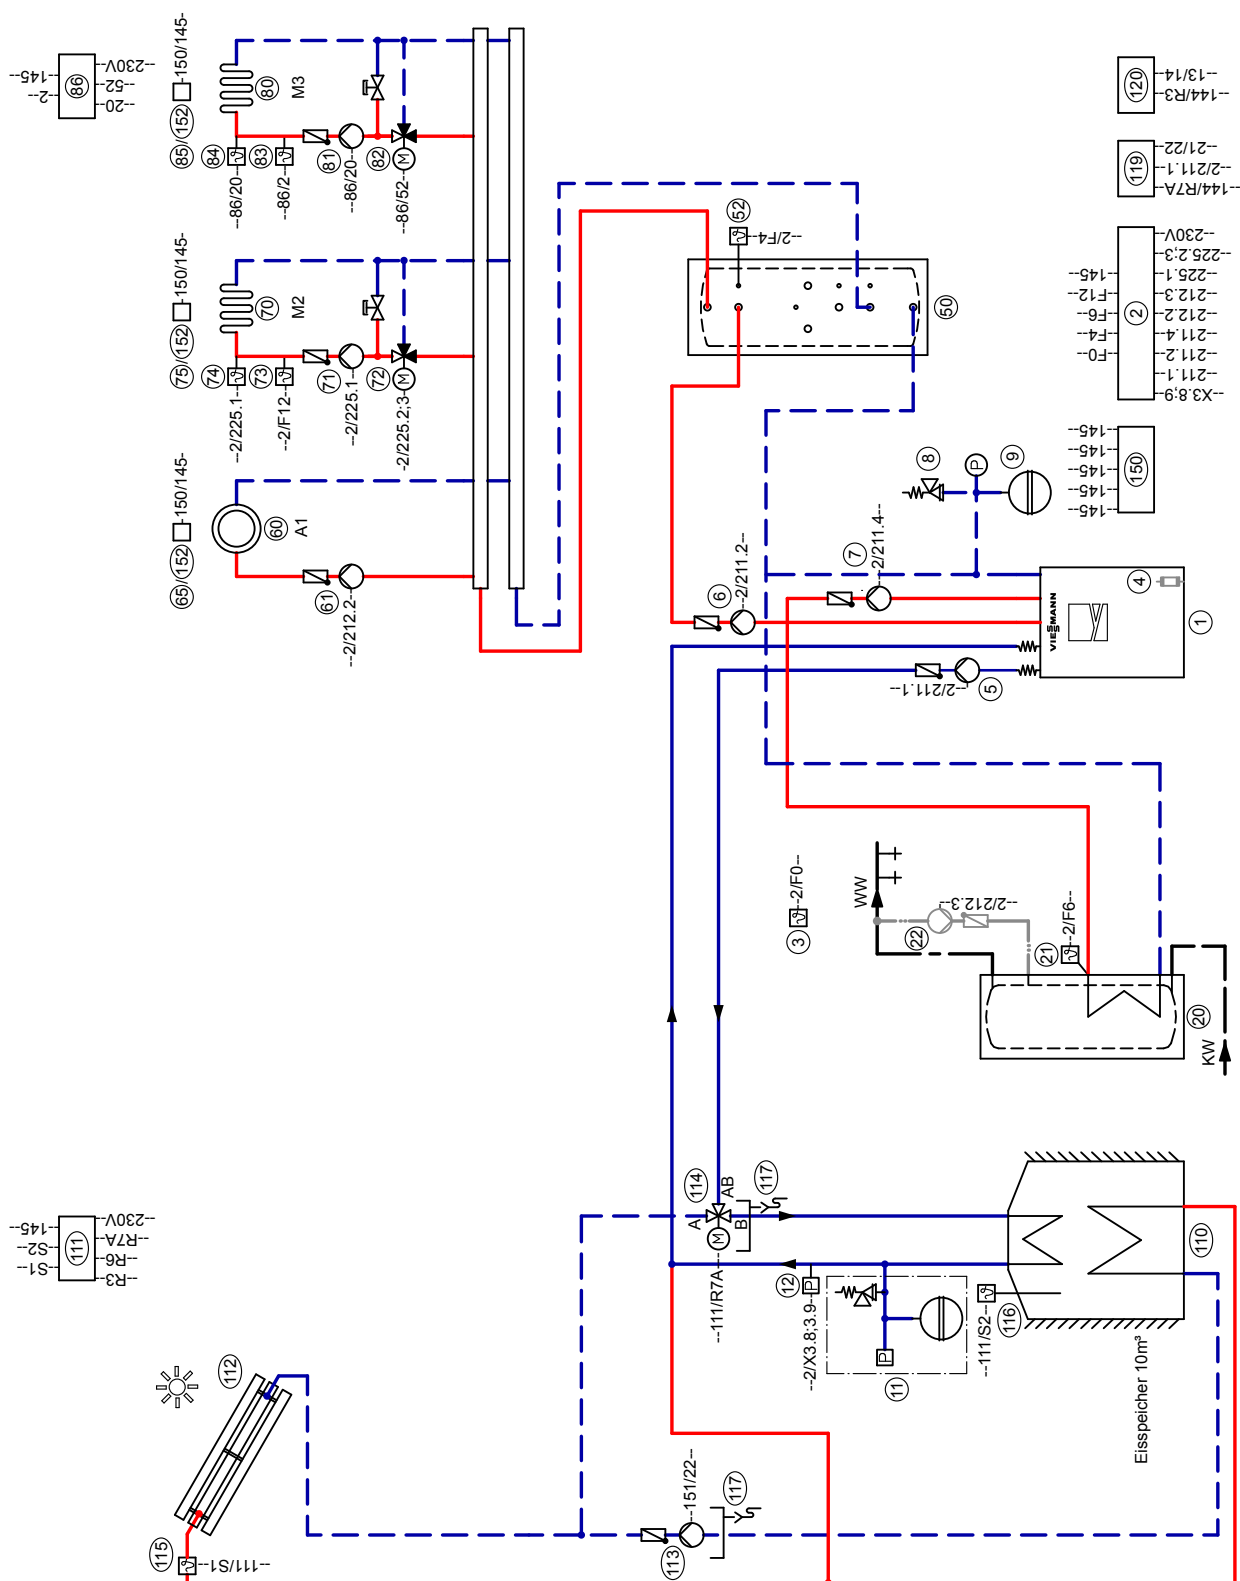 --145--
--2--
86
--230V
--52--
--20--
85/152
-150/145-
84
--86/20--
83
--86/2--
80
M3
81
--86/20--
82
M
--86/52--
75/152
-150/145-
74
--2/225.1--
73
--2/F12--
70
M2
71
--2/225.1--
72
M
-2/225.2;3--
65/152
-150/145-
60
A1
61
--2/212.2--
120
--13/14--
--144/R3--
119
--21/22--
--2/211.1--
--144/R7A--
2
--145--
--F12--
--F6--
--F4--
--F0--
--230V
--225.2;3--
--225.1--
--212.3--
--212.2--
--211.4--
--211.2--
--211.1--
--X3.8;9--
150
--145--
--145--
--145--
--145--
--145--
52
--2/F4--
50
8
P
9
7
--2/211.4--
6
--2/211.2--
5
--2/211.1--
VIESMANN
4
1
3
--2/F0--
WW
22
--2/212.3--
21
--2/F6--
20
KW
111
--145--
--S2--
--S1--
--230V
--R7A--
--R6--
--R3--
114
A
AB
B
M
--111/R7A--
117
12
P
--2/X3.8;3.9--
11
P
116
--111/S2--
110
Eisspeicher 10m³
112
115
--111/S1--
113
--151/22--
117